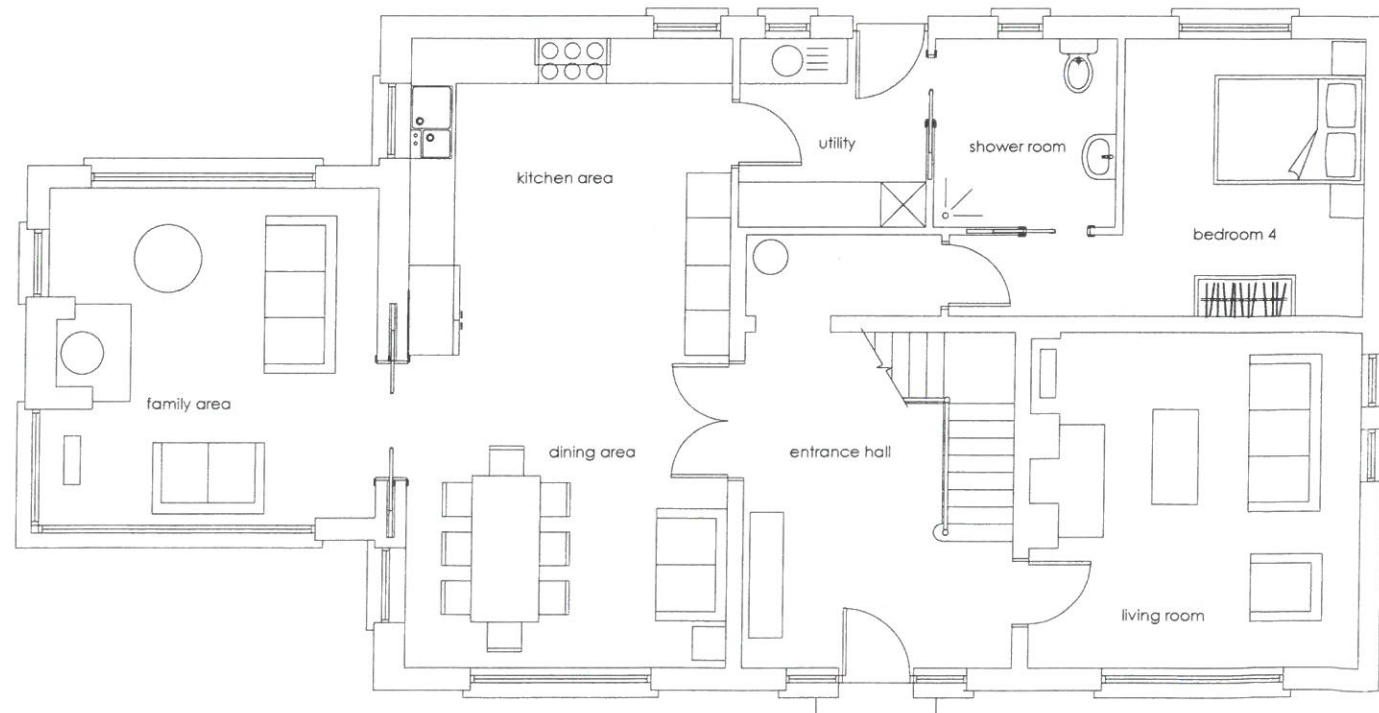 utility
shower room
kitchen area
bedroom 4
family area
dining area
entrance hall
living room